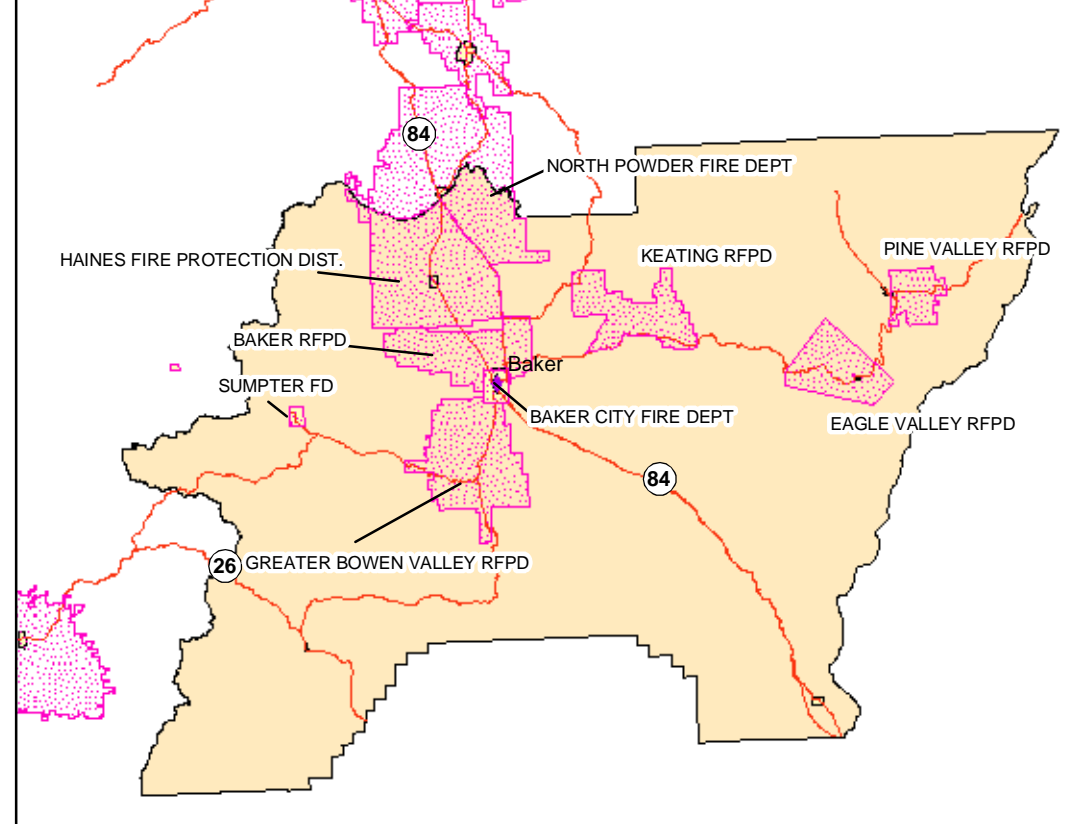 84
NORTH POWDER FIRE DEPT
PINE VALLEY RFPD
KEATING RFPD
HAINES FIRE PROTECTION DIST.
BAKER RFPD
Baker
SUMPTER FD
BAKER CITY FIRE DEPT
EAGLE VALLEY RFPD
84
26
GREATER BOWEN VALLEY RFPD